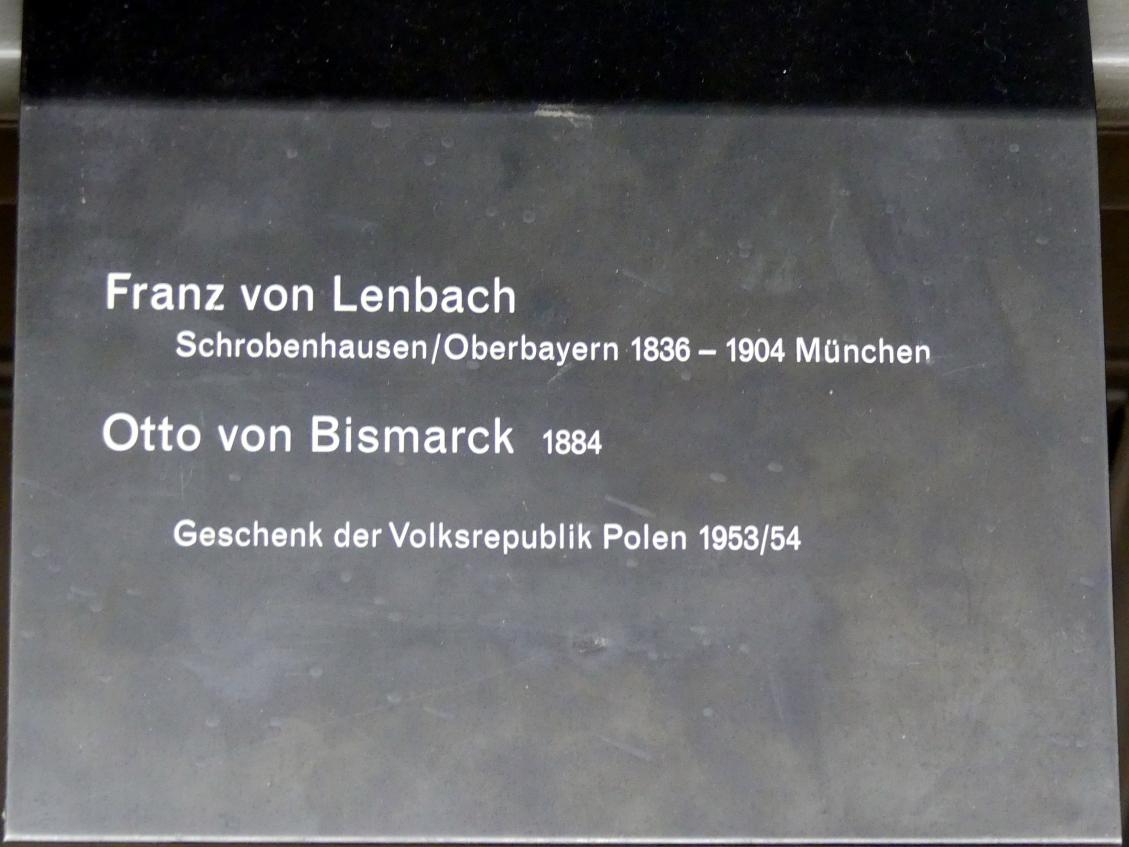 Franz von Lenbach
Schrobenhausen/Oberbayern 1836 – 1904 München
Otto von Bismarck 1884
Geschenk der Volksrepublik Polen 1953/54